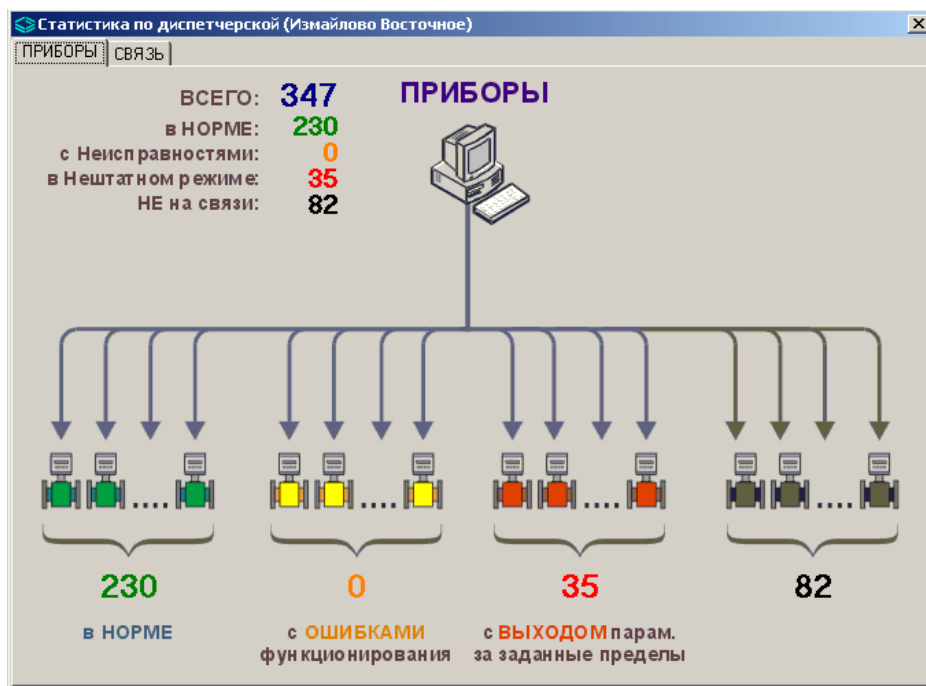 Статистика по диспетчерской (Измайлово Восточное)
ПРИБОРЫ СВЯЗЬ
ВСЕГО: 347 ПРИБОРЫ
в НОРМЕ: 230
с Неисправностями: 0
в Нештатном режиме: 35
НЕ на связи: 82
.... .... .... ....
230 0 35 82
в НОРМЕ с ОШИБКАМИ с ВЫХОДОМ парам.
функционирования за заданные пределы